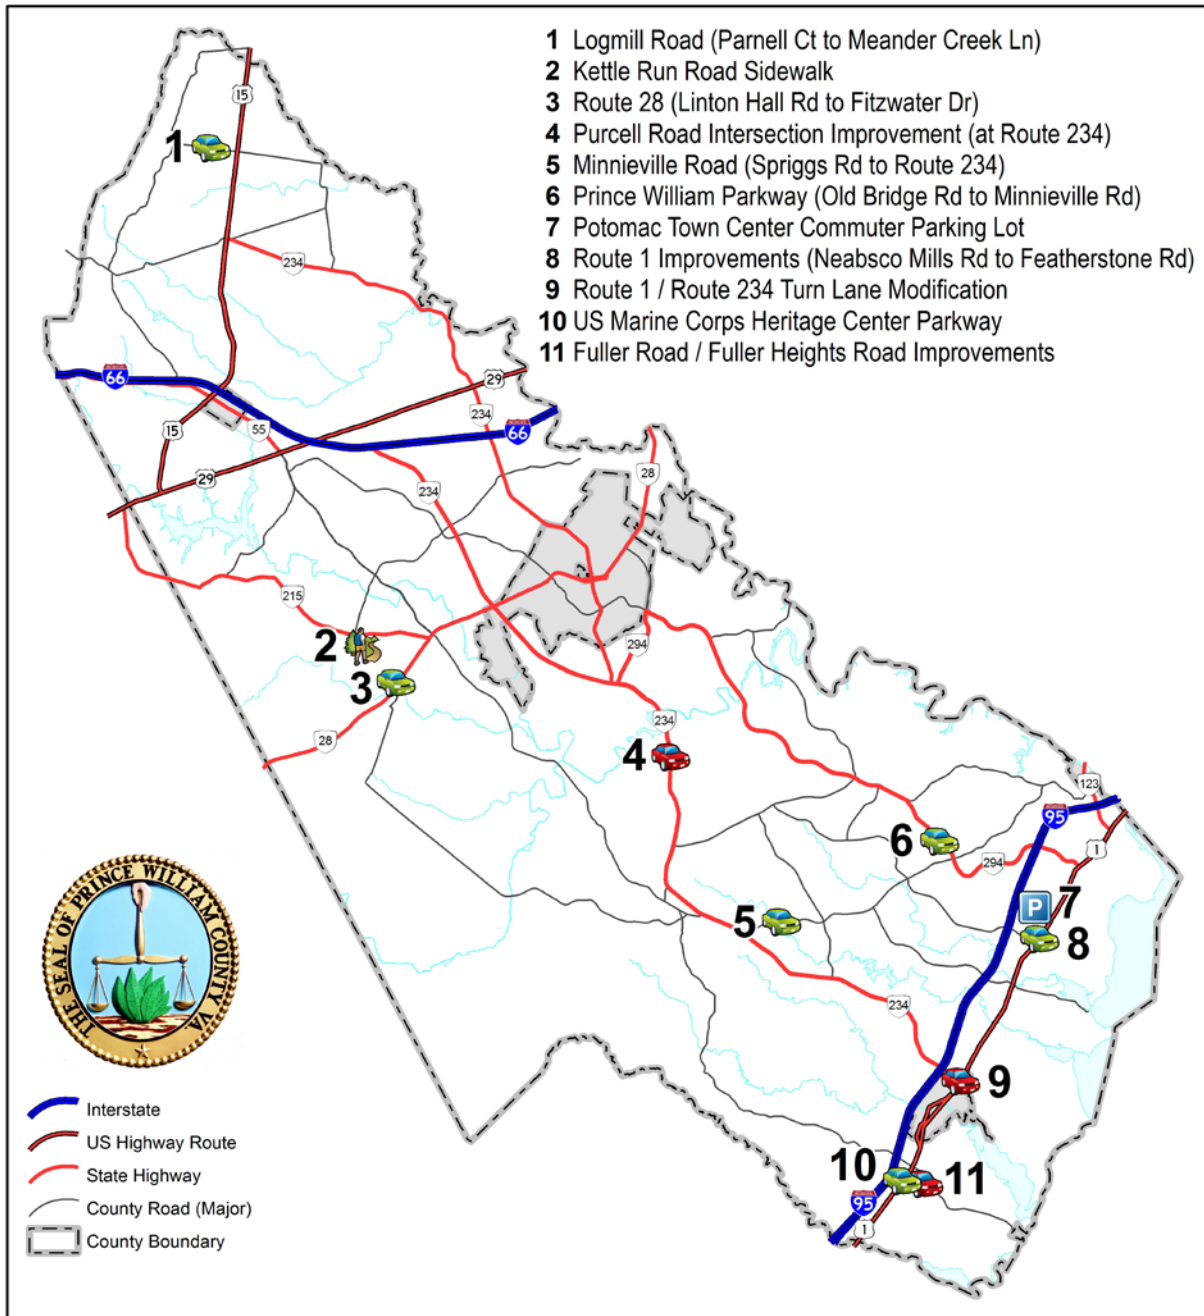 1 Logmill Road (Parnell Ct to Meander Creek Ln)
2 Kettle Run Road Sidewalk
3 Route 28 (Linton Hall Rd to Fitzwater Dr)
4 Purcell Road Intersection Improvement (at Route 234)
5 Minnieville Road (Spriggs Rd to Route 234)
6 Prince William Parkway (Old Bridge Rd to Minnieville Rd)
7 Potomac Town Center Commuter Parking Lot
8 Route 1 Improvements (Neabsco Mills Rd to Featherstone Rd)
9 Route 1 / Route 234 Turn Lane Modification
10 US Marine Corps Heritage Center Parkway
11 Fuller Road / Fuller Heights Road Improvements
15
1
234
66
29
234
15
55
66
29
234
28
215
2
294
3
234
28
4
123
95
6
1
294
P
7
5
8
234
9
10
11
95
1
THE SEAL OF PRINCE WILLIAM COUNTY VA.
Interstate
US Highway Route
State Highway
County Road (Major)
County Boundary